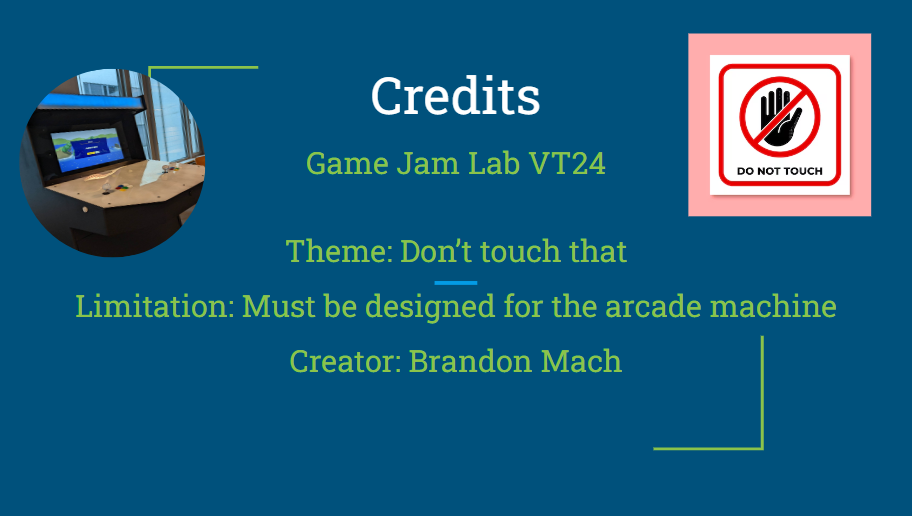 Credits
Game Jam Lab VT24
DO NOT TOUCH
Theme: Don't touch that
Limitation: Must be designed for the arcade machine
Creator: Brandon Mach